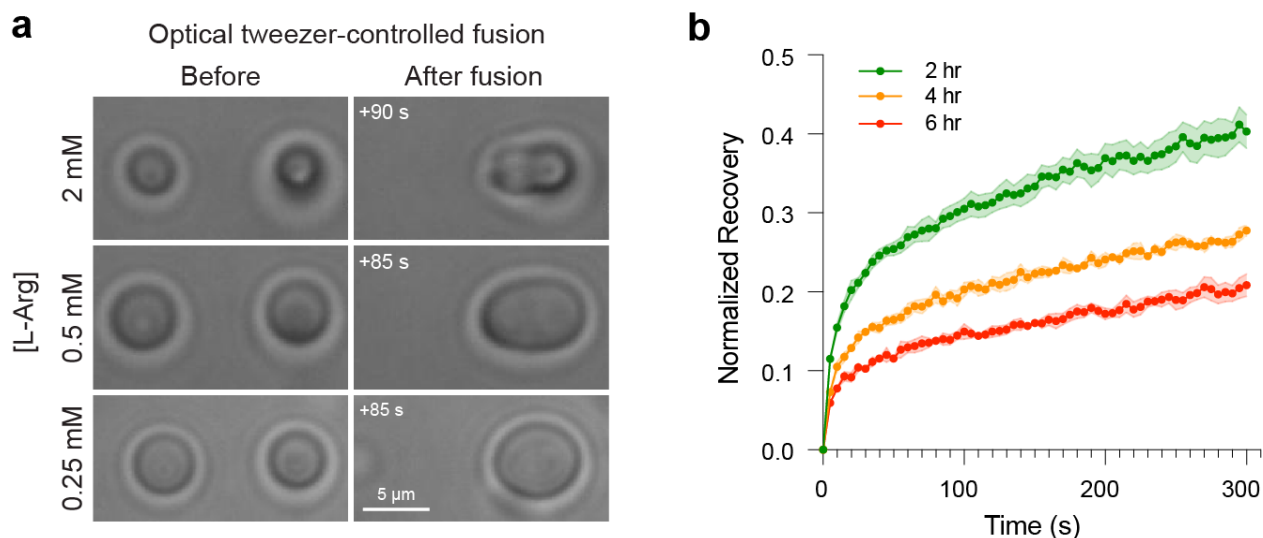 a
Optical tweezer-controlled fusion
Before
After fusion
[L-Arg]
2 mM
+90 s
0.5 mM
+85 s
0.25 mM
+85 s
5 µm
b
Normalized Recovery
0.5
0.4
0.3
0.2
0.1
0.0
2 hr
4 hr
6 hr
0
100
200
300
Time (s)